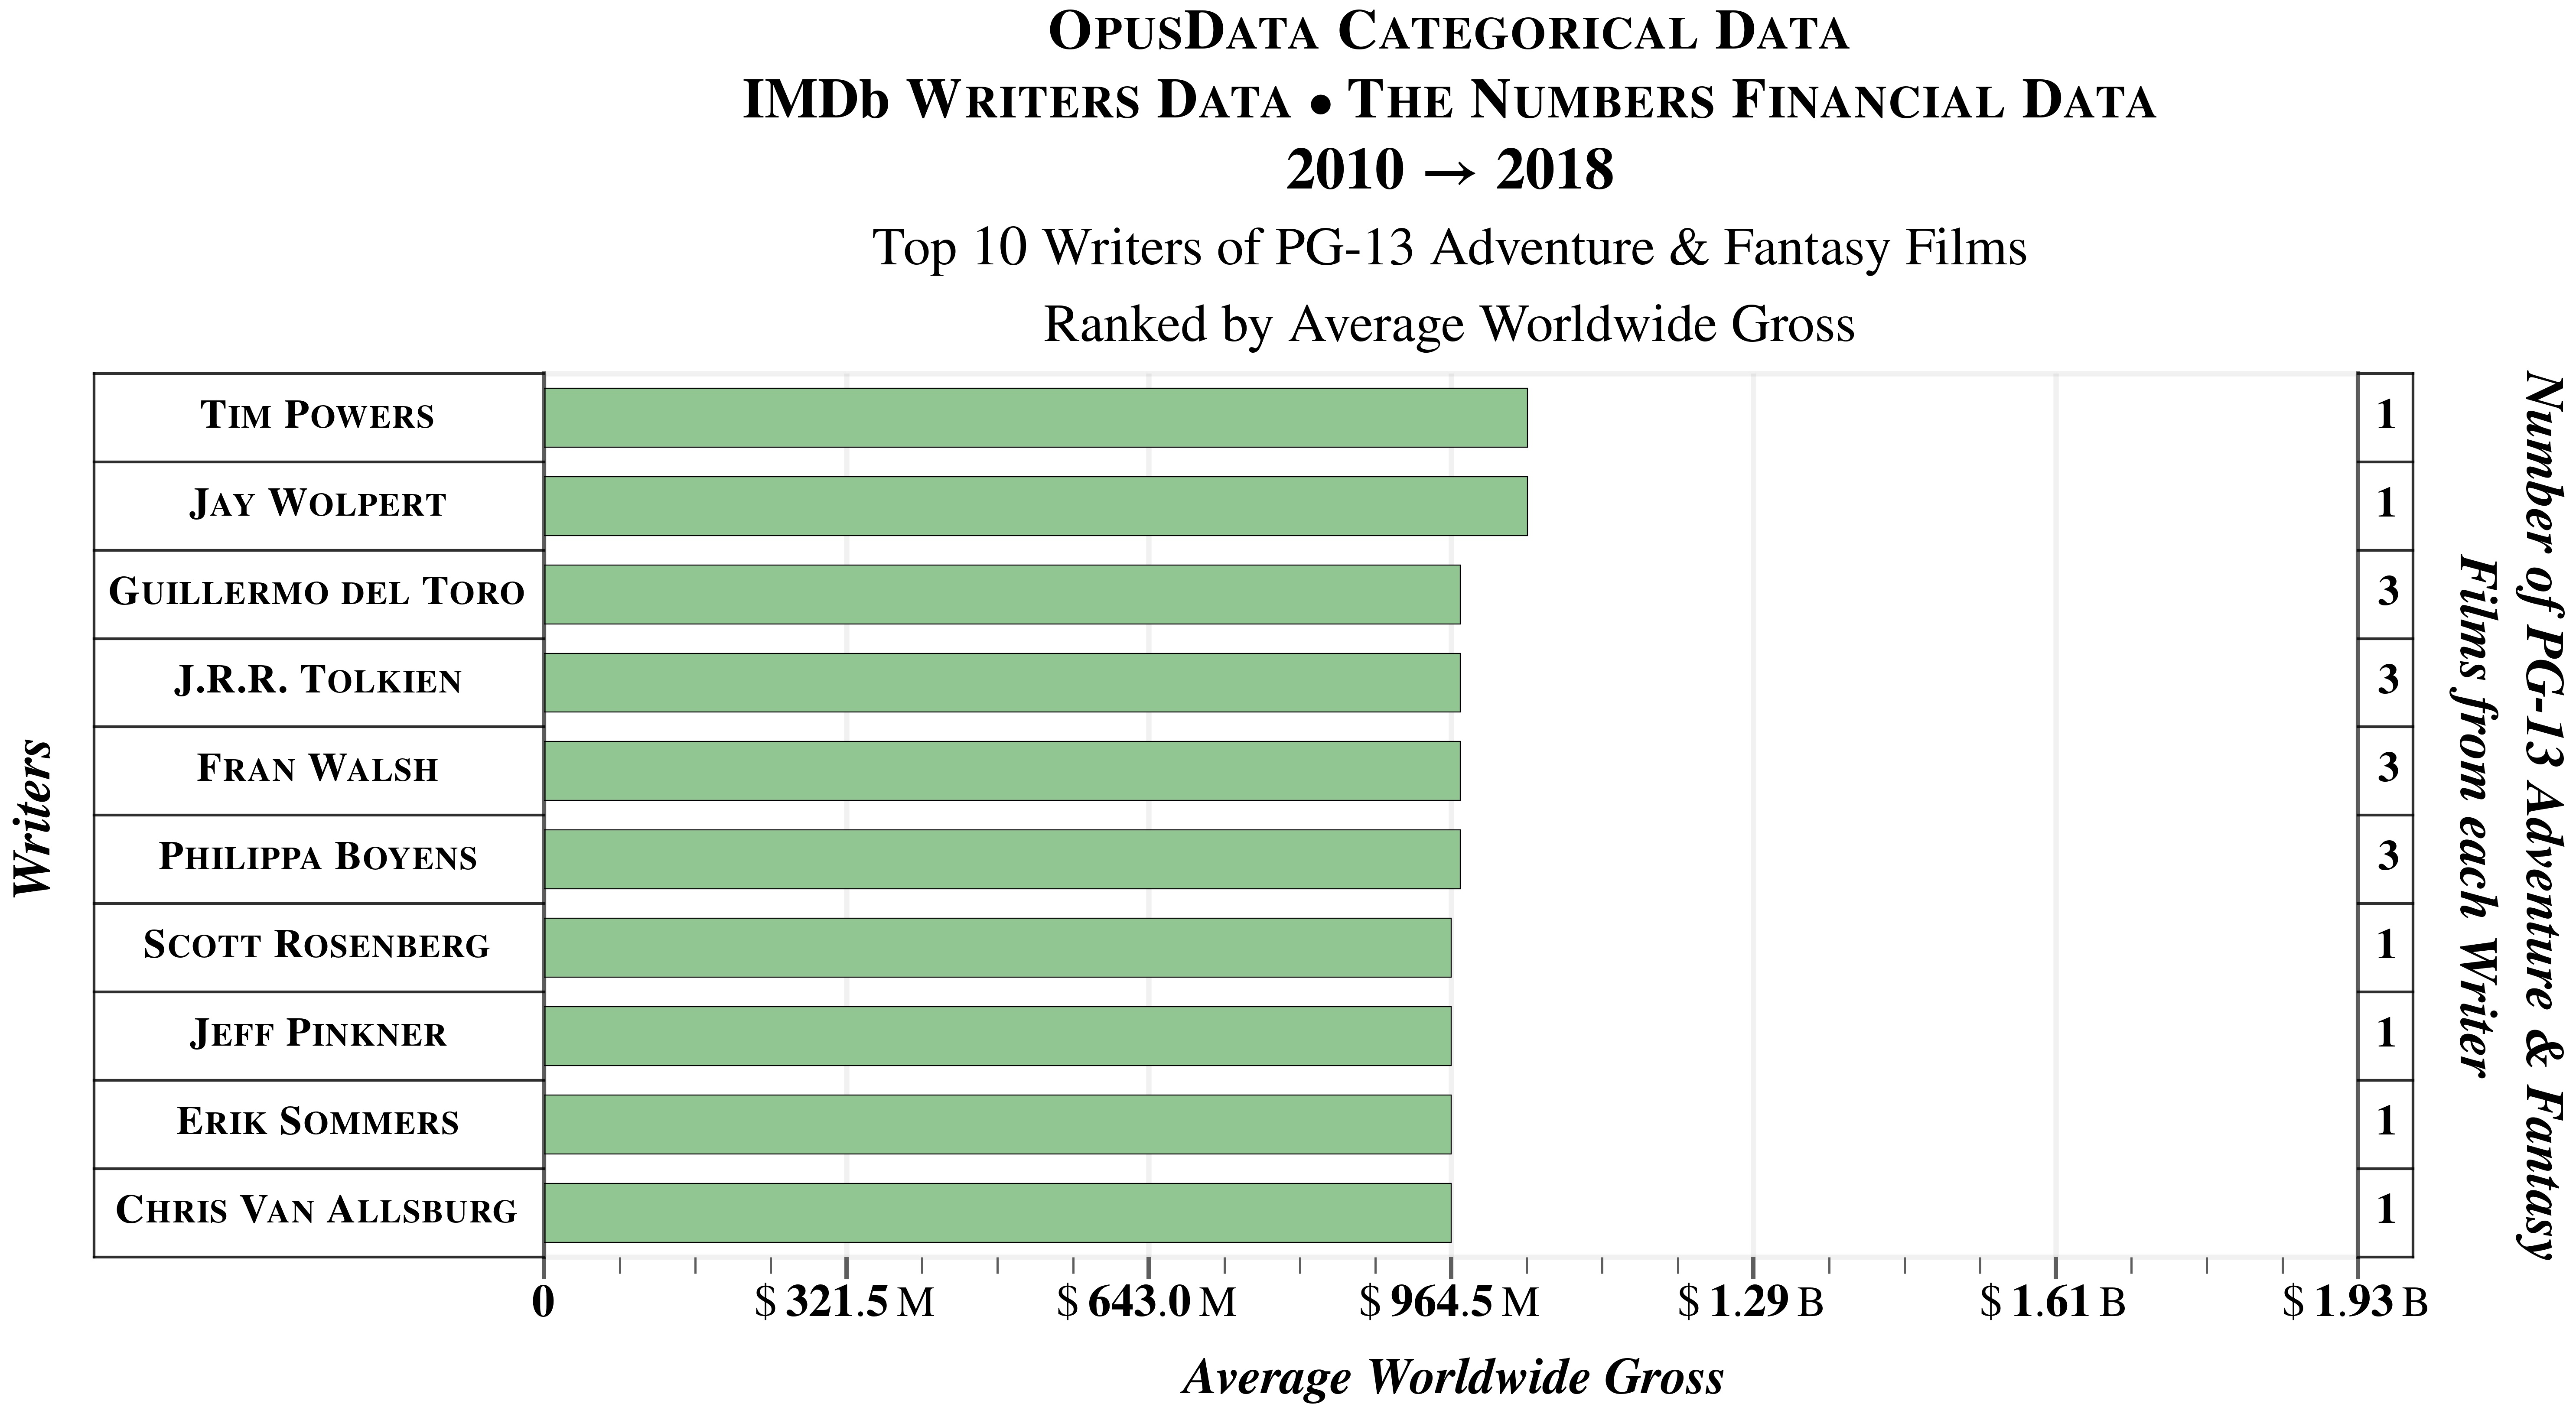 OpusData Categorical Data
IMDb Writers Data • The Numbers Financial Data
2010 → 2018
Top 10 Writers of PG-13 Adventure & Fantasy Films
Ranked by Average Worldwide Gross
Writers
Tim Powers 1
Jay Wolpert 1
Guillermo del Toro 3
J.R.R. Tolkien 3
Fran Walsh 3
Philippa Boyens 3
Scott Rosenberg 1
Jeff Pinkner 1
Erik Sommers 1
Chris Van Allsburg 1
Number of PG-13 Adventure & Fantasy
Films from each Writer
0 $ 321.5 M $ 643.0 M $ 964.5 M $ 1.29 B $ 1.61 B $ 1.93 B
Average Worldwide Gross